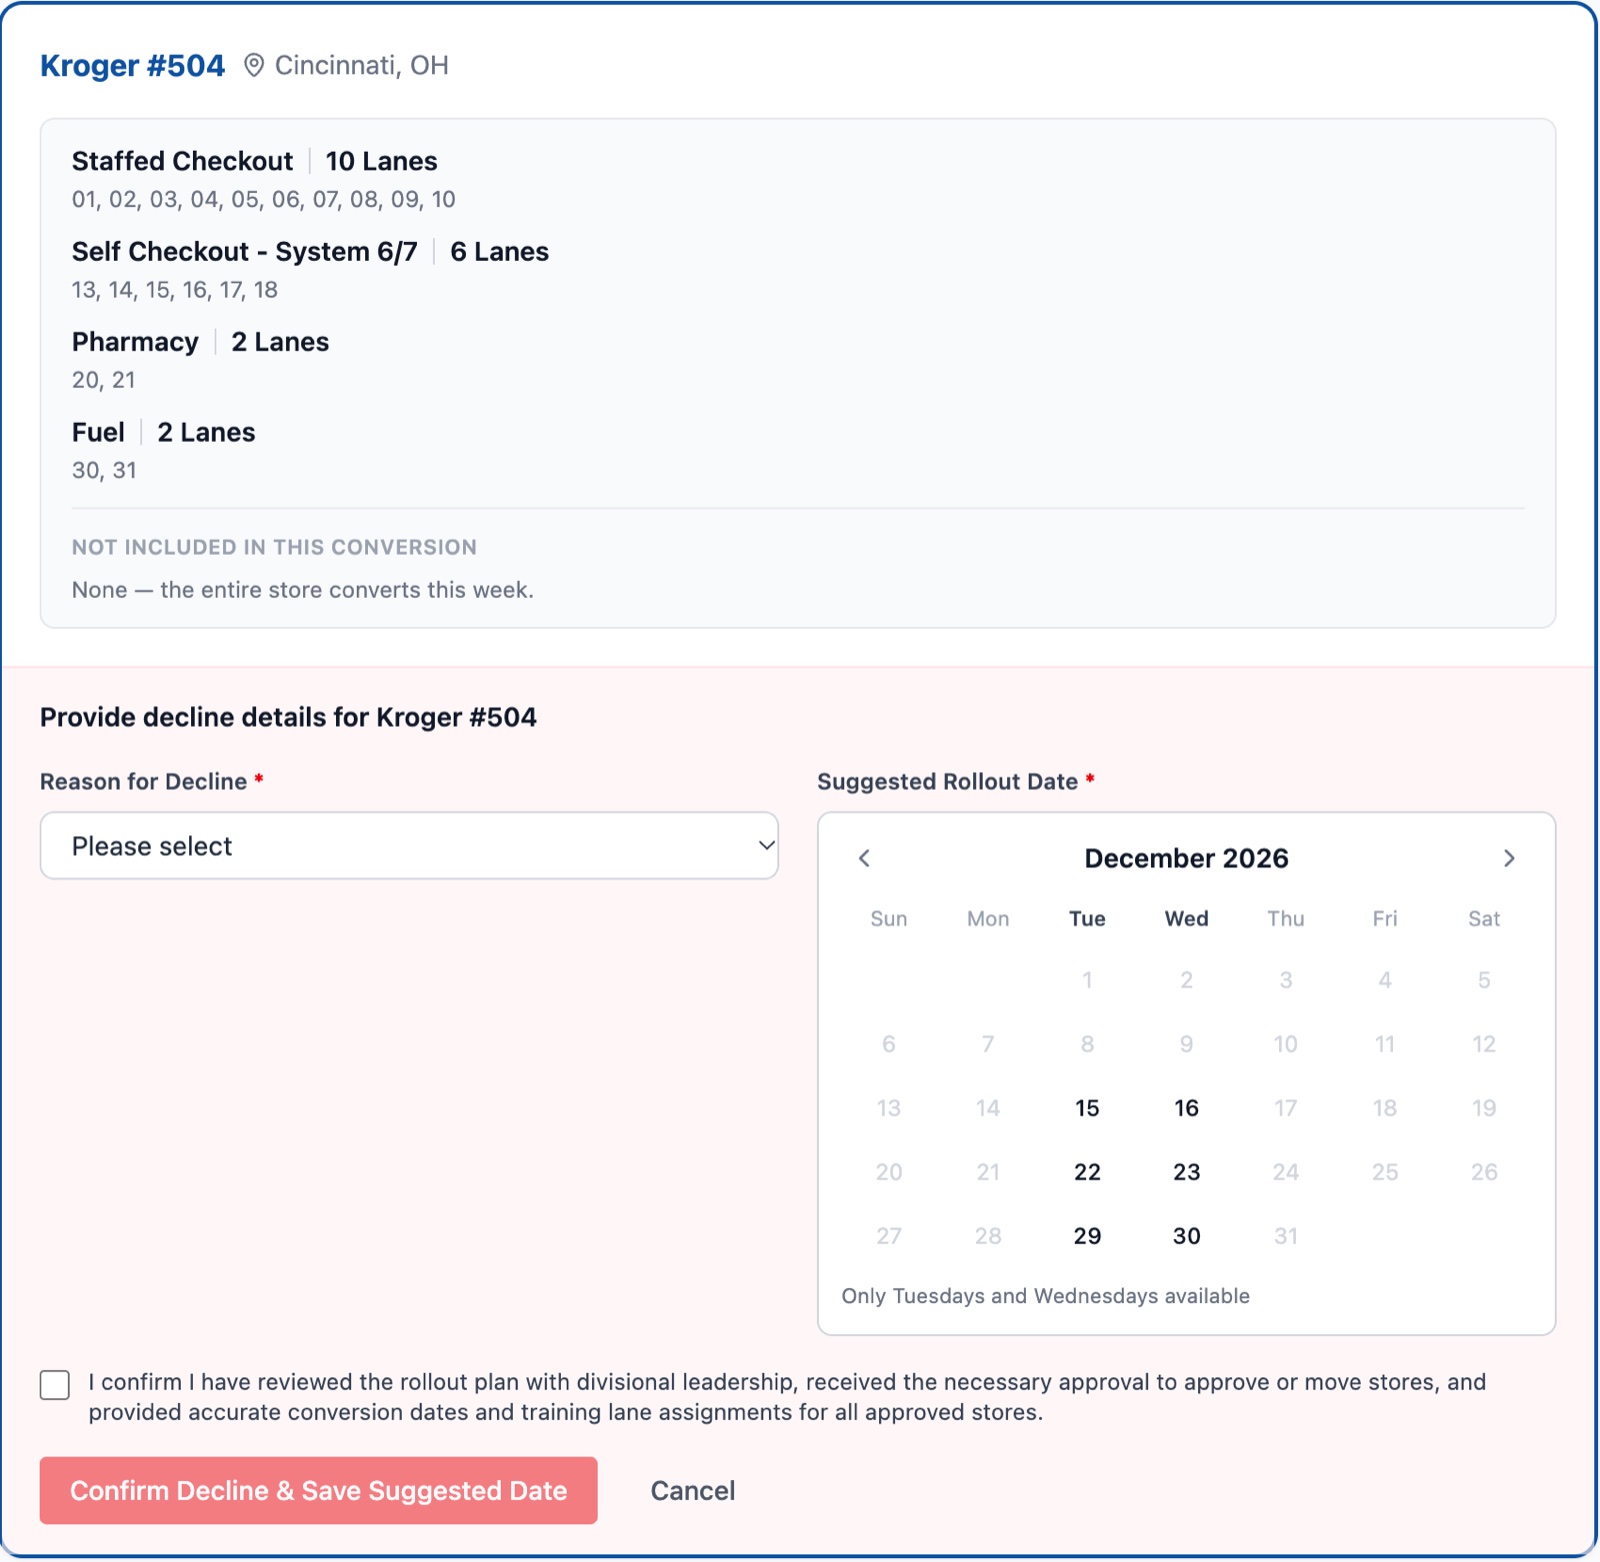 Kroger #504 Cincinnati, OH
Staffed Checkout | 10 Lanes
01, 02, 03, 04, 05, 06, 07, 08, 09, 10
Self Checkout - System 6/7 | 6 Lanes
13, 14, 15, 16, 17, 18
Pharmacy | 2 Lanes
20, 21
Fuel | 2 Lanes
30, 31
NOT INCLUDED IN THIS CONVERSION
None — the entire store converts this week.
Provide decline details for Kroger #504
Reason for Decline *
Please select
Suggested Rollout Date *
December 2026
Sun Mon Tue Wed Thu Fri Sat
1 2 3 4 5
6 7 8 9 10 11 12
13 14 15 16 17 18 19
20 21 22 23 24 25 26
27 28 29 30 31
Only Tuesdays and Wednesdays available
I confirm I have reviewed the rollout plan with divisional leadership, received the necessary approval to approve or move stores, and
provided accurate conversion dates and training lane assignments for all approved stores.
Confirm Decline & Save Suggested Date Cancel